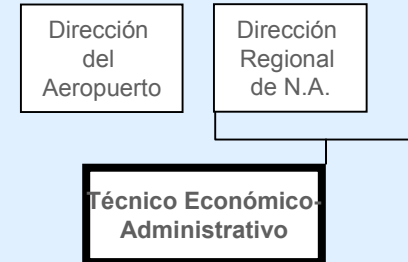 Dirección
del
Aeropuerto
Dirección
Regional
de N.A.
Técnico Económico-
Administrativo